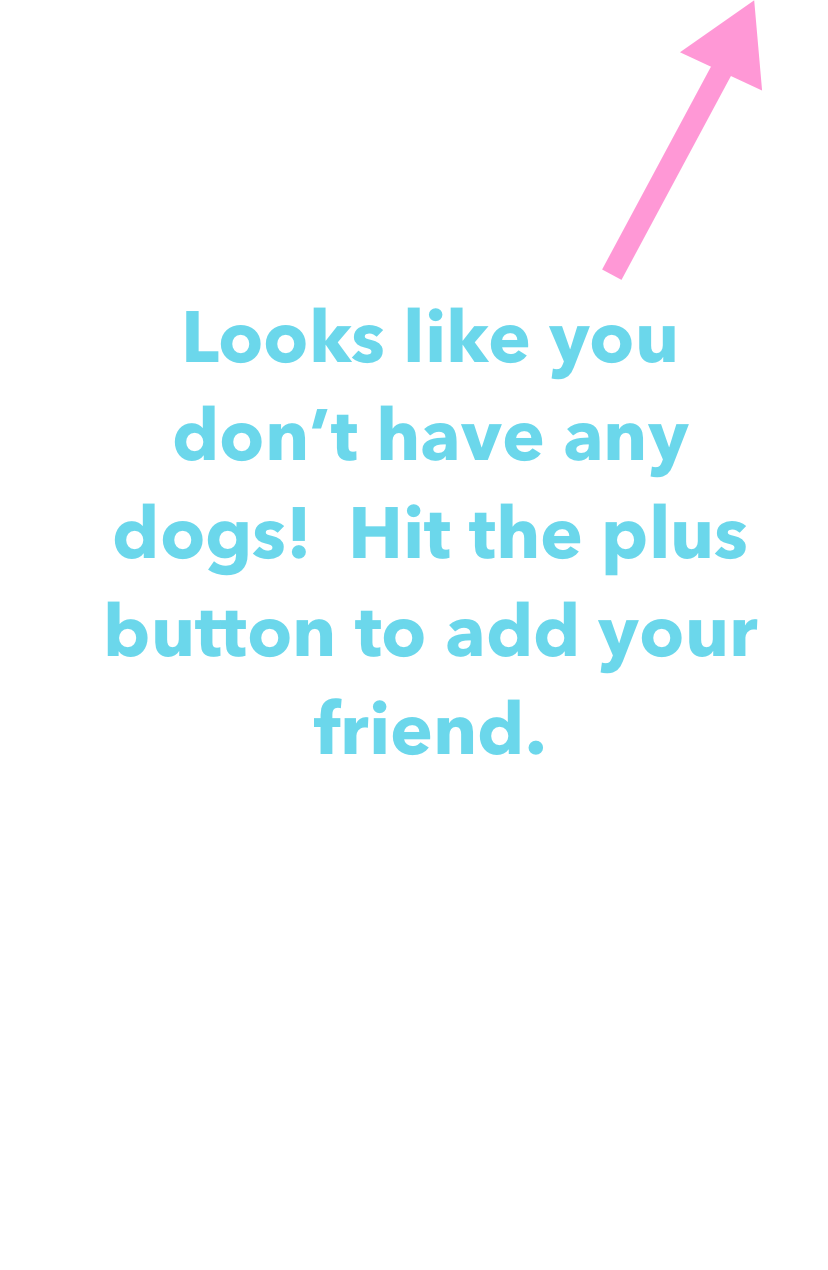 Looks like you
don’t have any
dogs!  Hit the plus
button to add your
friend.